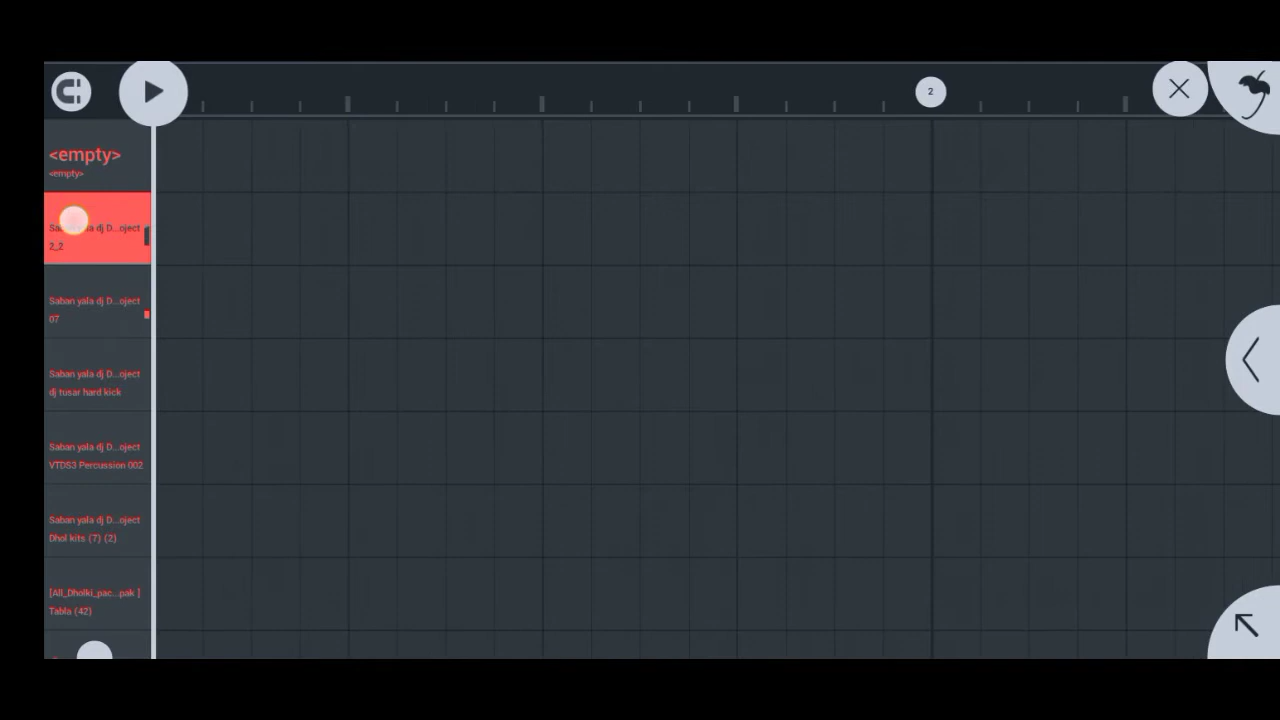 2
<empty>
<empty>
Saban yala dj D...oject
2_2
Saban yala dj D...oject
07
Saban yala dj D...oject
dj tusar hard kick
Saban yala dj D...oject
VTDS3 Percussion 002
Saban yala dj D...oject
Dhol kits (7) (2)
[All_Dholki_pac...pak ]
Tabla (42)